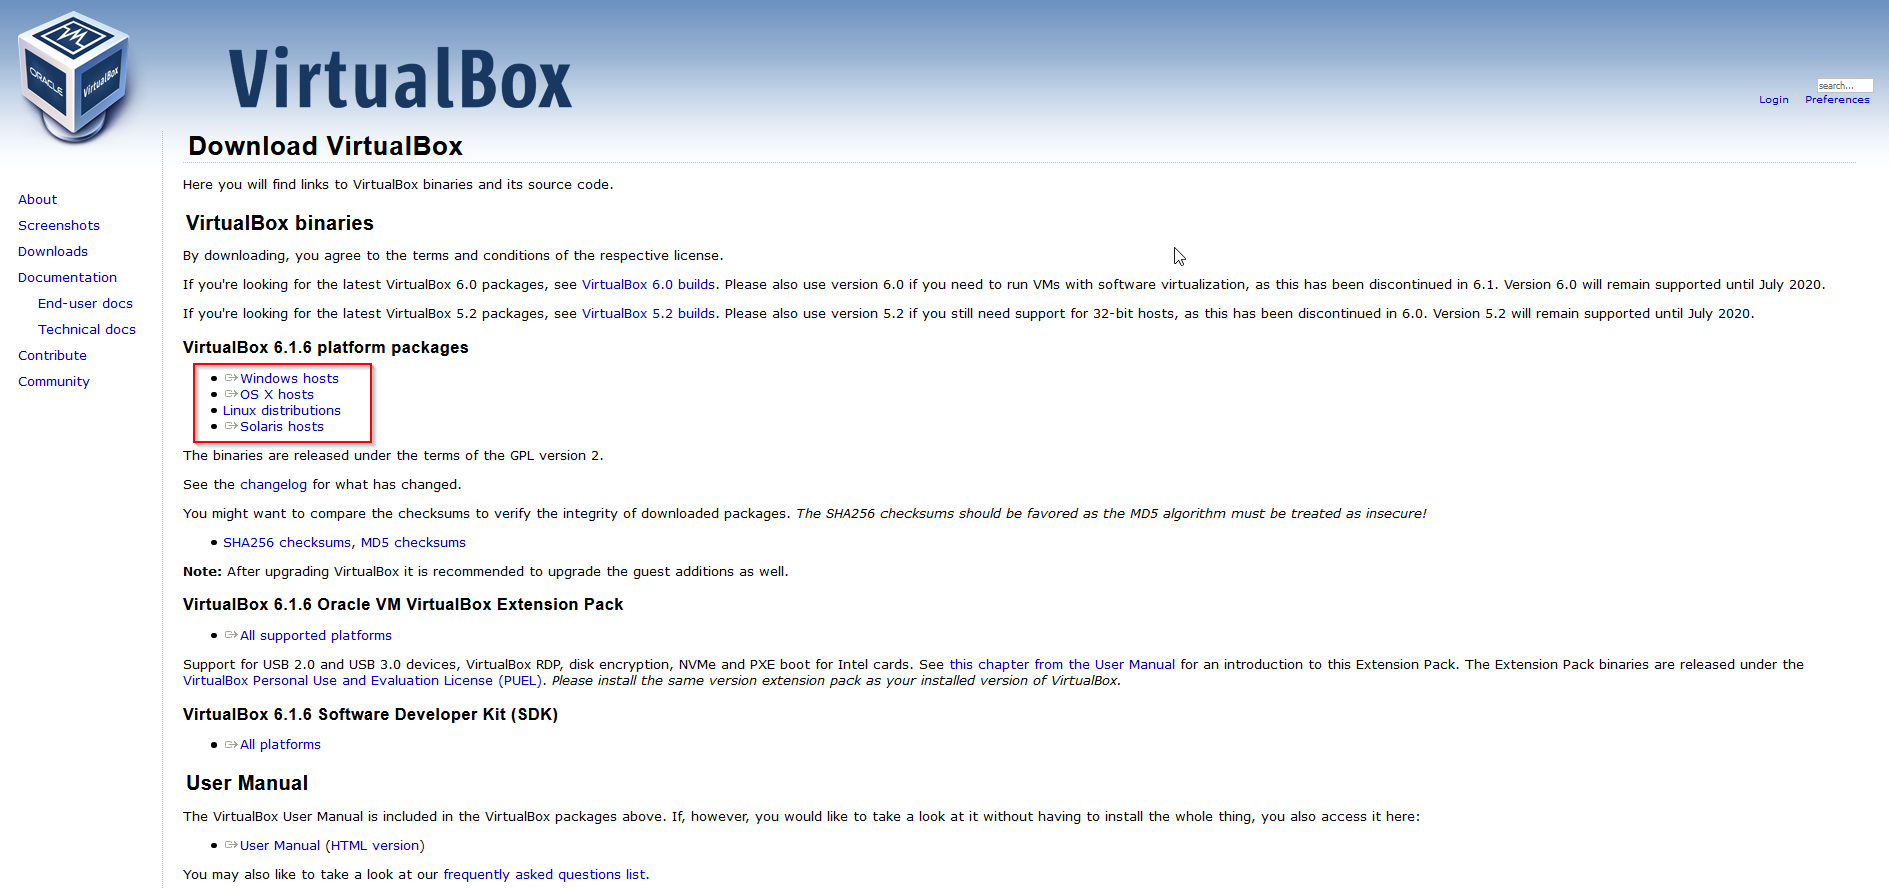 ORACLE
VirtualBox
VirtualBox
search...
Login Preferences
Download VirtualBox
Here you will find links to VirtualBox binaries and its source code.
About
Screenshots
Downloads
Documentation
End-user docs
Technical docs
Contribute
Community
VirtualBox binaries
By downloading, you agree to the terms and conditions of the respective license.
If you're looking for the latest VirtualBox 6.0 packages, see VirtualBox 6.0 builds. Please also use version 6.0 if you need to run VMs with software virtualization, as this has been discontinued in 6.1. Version 6.0 will remain supported until July 2020.
If you're looking for the latest VirtualBox 5.2 packages, see VirtualBox 5.2 builds. Please also use version 5.2 if you still need support for 32-bit hosts, as this has been discontinued in 6.0. Version 5.2 will remain supported until July 2020.
VirtualBox 6.1.6 platform packages
Windows hosts
OS X hosts
Linux distributions
Solaris hosts
The binaries are released under the terms of the GPL version 2.
See the changelog for what has changed.
You might want to compare the checksums to verify the integrity of downloaded packages. The SHA256 checksums should be favored as the MD5 algorithm must be treated as insecure!
SHA256 checksums, MD5 checksums
Note: After upgrading VirtualBox it is recommended to upgrade the guest additions as well.
VirtualBox 6.1.6 Oracle VM VirtualBox Extension Pack
All supported platforms
Support for USB 2.0 and USB 3.0 devices, VirtualBox RDP, disk encryption, NVMe and PXE boot for Intel cards. See this chapter from the User Manual for an introduction to this Extension Pack. The Extension Pack binaries are released under the
VirtualBox Personal Use and Evaluation License (PUEL). Please install the same version extension pack as your installed version of VirtualBox.
VirtualBox 6.1.6 Software Developer Kit (SDK)
All platforms
User Manual
The VirtualBox User Manual is included in the VirtualBox packages above. If, however, you would like to take a look at it without having to install the whole thing, you also access it here:
User Manual (HTML version)
You may also like to take a look at our frequently asked questions list.